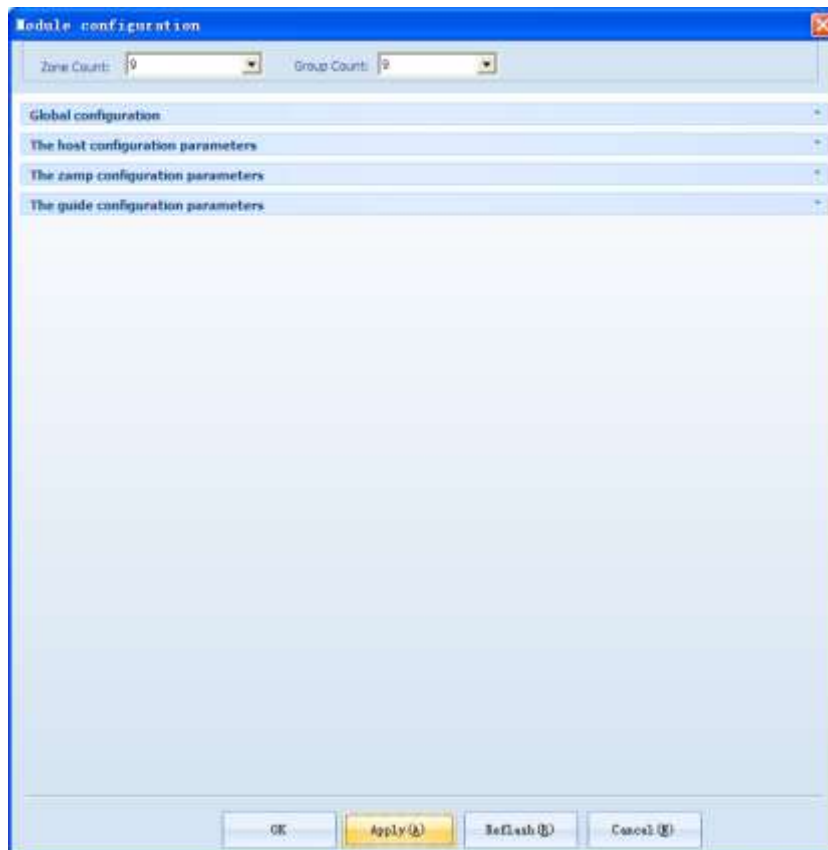 Module configuration
Zone Count: 9 Group Count: 9
Global configuration
The host configuration parameters
The zamp configuration parameters
The guide configuration parameters
OK Apply(A) Reflash(R) Cancel(X)